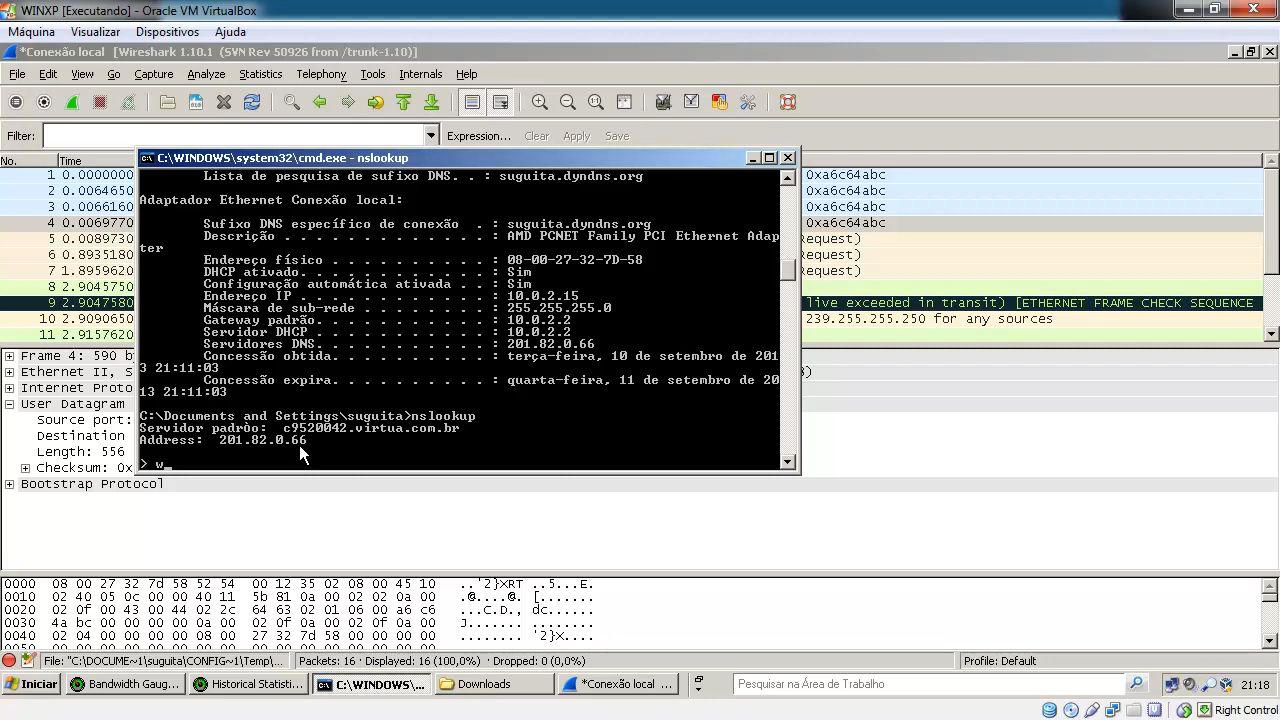 WINXP [Executando] - Oracle VM VirtualBox
Máquina Visualizar Dispositivos Ajuda
*Conexão local [Wireshark 1.10.1 (SVN Rev 50926 from /trunk-1.10)]
File Edit View Go Capture Analyze Statistics Telephony Tools Internals Help
Filter: Expression... Clear Apply Save
No. Time
C:\WINDOWS\system32\cmd.exe - nslookup
1 0.0000000 0xa6c64abc
2 0.0064650 0xa6c64abc
3 0.0066160 0xa6c64abc
4 0.0069770 0xa6c64abc
5 0.0089730 Request)
6 0.8935180 Request)
7 1.8959620 Request)
8 2.9045750
9 2.9047580 live exceeded in transit) [ETHERNET FRAME CHECK SEQUENCE
10 2.9090650 239.255.255.250 for any sources
11 2.9157620
Lista de pesquisa de sufixo DNS. . : suguita.dyndns.org
Adaptador Ethernet Conexão local:
Sufixo DNS específico de conexão . : suguita.dyndns.org
Descrição . . . . . . . . . . . . . : AMD PCNET Family PCI Ethernet Adap
ter
Endereço físico . . . . . . . . . . : 08-00-27-32-7D-58
DHCP ativado. . . . . . . . . . . . : Sim
Configuração automática ativada . . : Sim
Endereço IP . . . . . . . . . . . . : 10.0.2.15
Máscara de sub-rede . . . . . . . . : 255.255.255.0
Gateway padrão. . . . . . . . . . . : 10.0.2.2
Servidor DHCP . . . . . . . . . . . : 10.0.2.2
Servidores DNS. . . . . . . . . . . : 201.82.0.66
Concessão obtida. . . . . . . . . . : terça-feira, 10 de setembro de 201
3 21:11:03
Concessão expira. . . . . . . . . . : quarta-feira, 11 de setembro de 20
13 21:11:03
C:\Documents and Settings\suguita>nslookup
Servidor padròo: c9520042.virtua.com.br
Address: 201.82.0.66
> w_
Frame 4: 590 b
Ethernet II, S
Internet Proto
User Datagram
Source port:
Destination
Length: 556
Checksum: 0x
Bootstrap Protocol
0000 08 00 27 32 7d 58 52 54 00 12 35 02 08 00 45 10 ..'2}XRT ..5...E.
0010 02 40 05 0c 00 00 40 11 5b 81 0a 00 02 02 0a 00 .@....@. [.......
0020 02 0f 00 43 00 44 02 2c 64 63 02 01 06 00 a6 c6 ...C.D., dc......
0030 4a bc 00 00 00 00 0a 00 02 0f 0a 00 02 02 0a 00 J....... ........
0040 02 04 00 00 00 00 08 00 27 32 7d 58 00 00 00 00 ........ '2}X....
File: "C:\DOCUME~1\suguita\CONFIG~1\Temp\... Packets: 16 · Displayed: 16 (100,0%) · Dropped: 0 (0,0%) Profile: Default
Iniciar Bandwidth Gaug... Historical Statisti... C:\WINDOWS\... Downloads *Conexão local ... Pesquisar na Área de Trabalho 21:18
Right Control